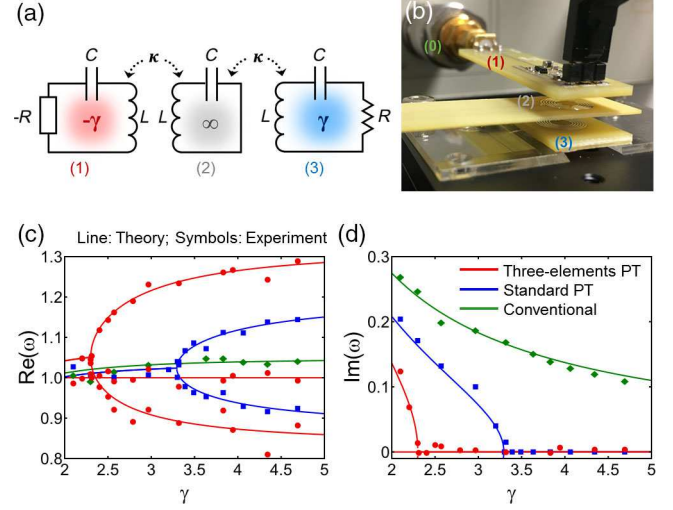 (a)
C κ C κ C
-R -γ L L ∞ L γ R
(1) (2) (3)
(b)
(0)
(1)
(2)
(3)
(c)
Line: Theory; Symbols: Experiment
Re(ω)
1.3
1.2
1.1
1.0
0.9
0.8
2 2.5 3 3.5 4 4.5 5
γ
(d)
Three-elements PT
Standard PT
Conventional
Im(ω)
0.3
0.2
0.1
0
2 2.5 3 3.5 4 4.5 5
γ